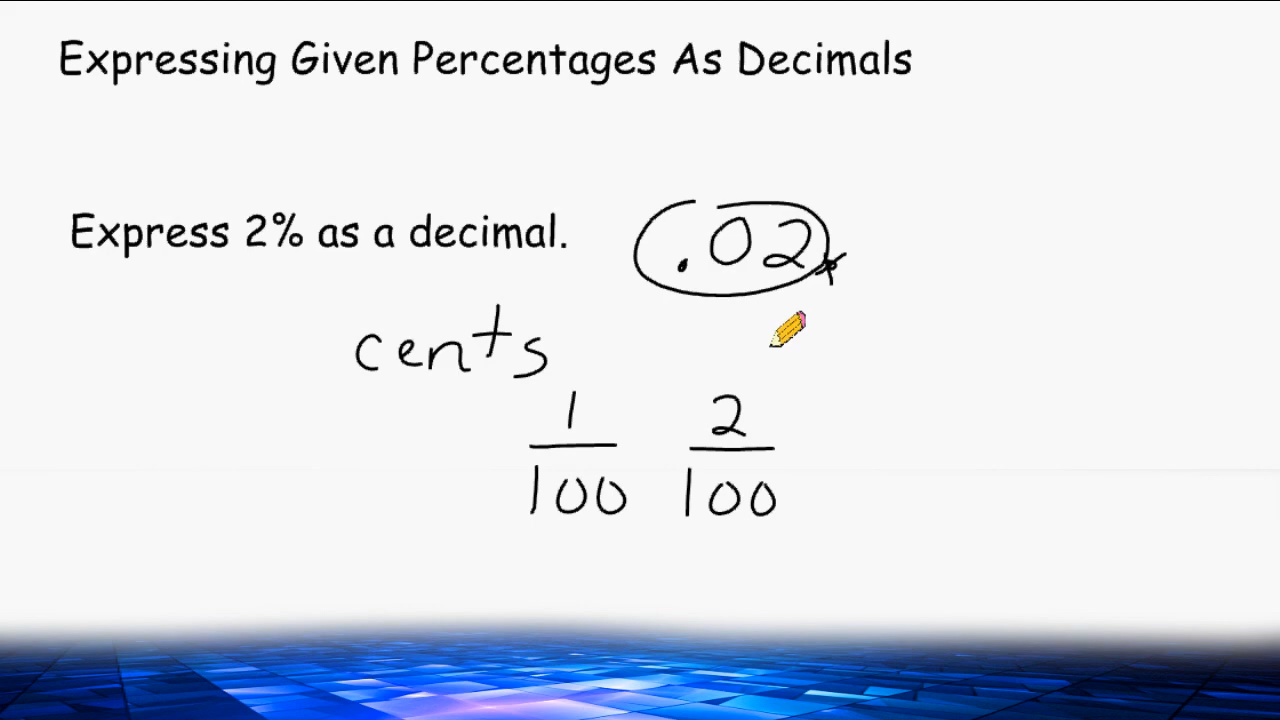 Expressing Given Percentages As Decimals
Express 2% as a decimal. .02
cents
1 2
100 100